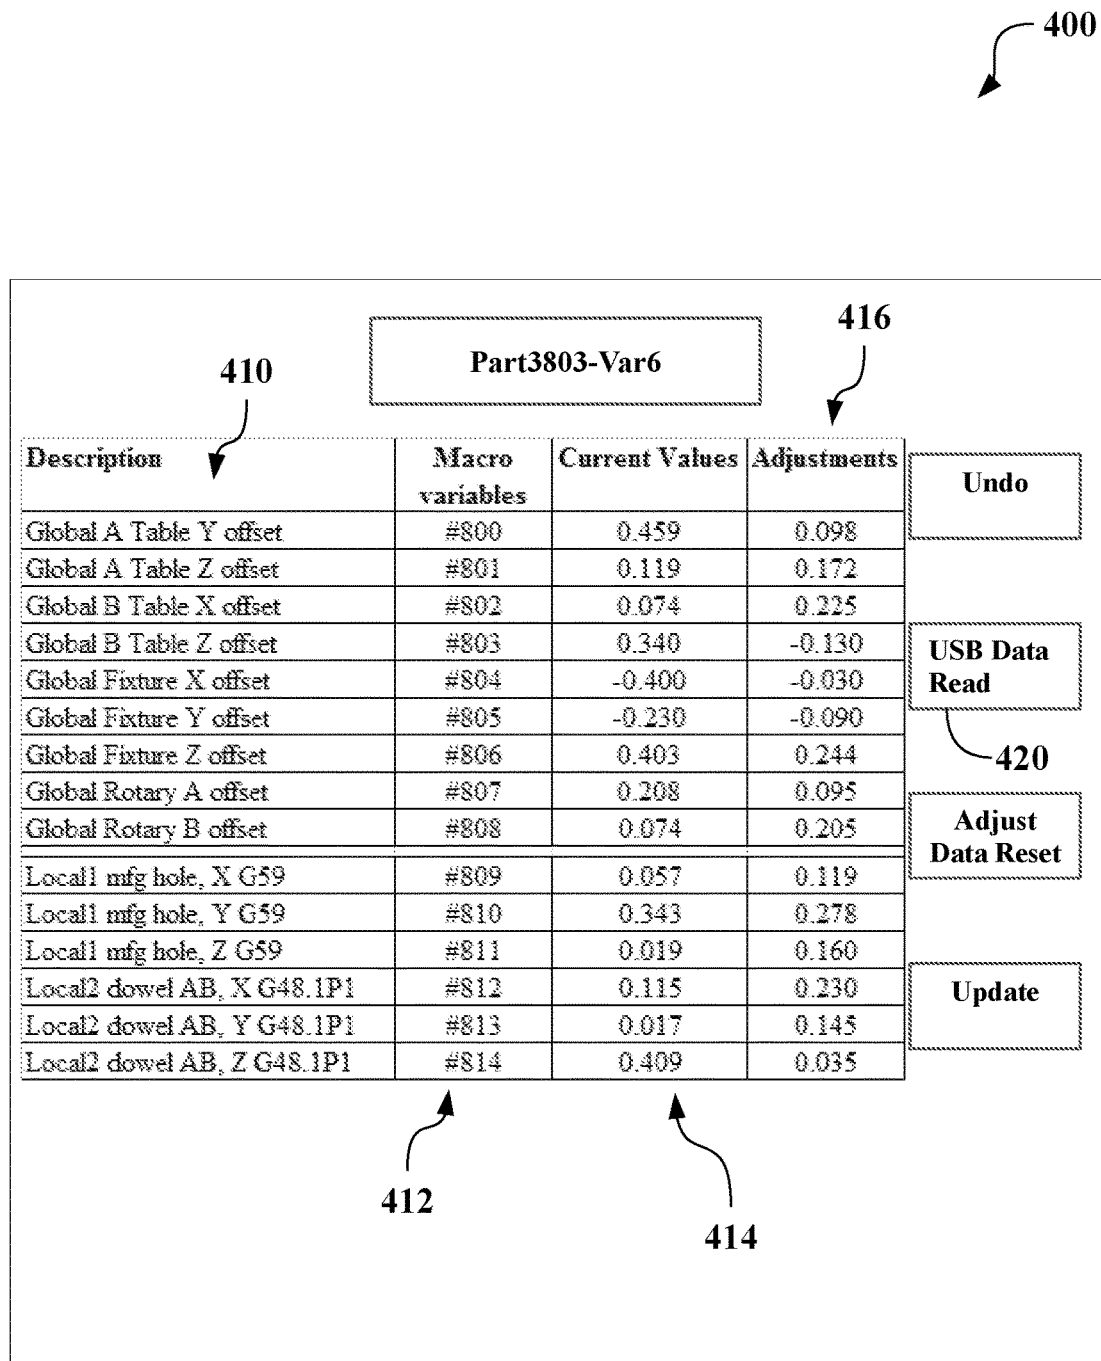 400
416
Part3803-Var6
410
Description Macro variables Current Values Adjustments
Undo
Global A Table Y offset #800 0.459 0.098
Global A Table Z offset #801 0.119 0.172
Global B Table X offset #802 0.074 0.225
Global B Table Z offset #803 0.340 -0.130
USB Data
Read
Global Fixture X offset #804 -0.400 -0.030
Global Fixture Y offset #805 -0.230 -0.090
Global Fixture Z offset #806 0.403 0.244
420
Global Rotary A offset #807 0.208 0.095
Global Rotary B offset #808 0.074 0.205
Adjust
Data Reset
Local1 mfg hole, X G59 #809 0.057 0.119
Local1 mfg hole, Y G59 #810 0.343 0.278
Local1 mfg hole, Z G59 #811 0.019 0.160
Local2 dowel AB, X G48.1P1 #812 0.115 0.230
Update
Local2 dowel AB, Y G48.1P1 #813 0.017 0.145
Local2 dowel AB, Z G48.1P1 #814 0.409 0.035
412
414